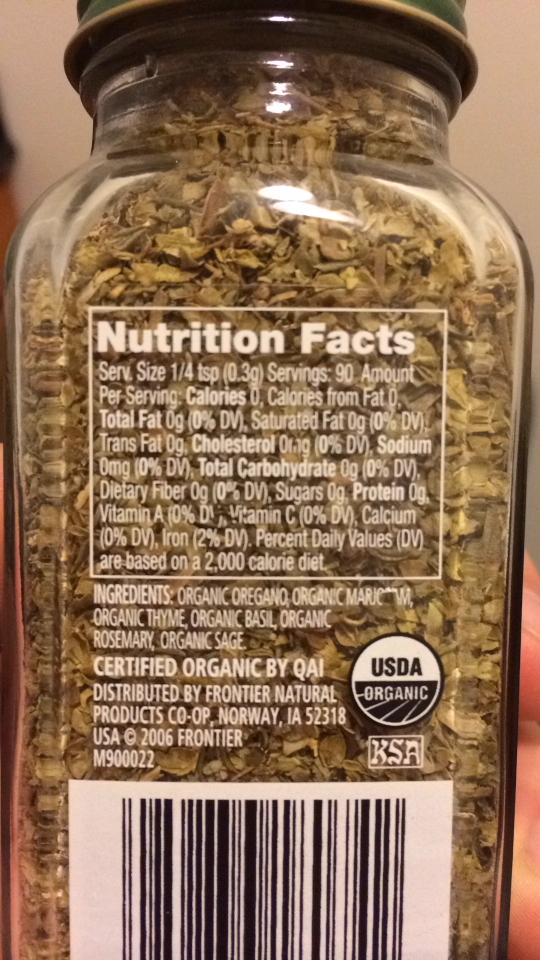 Nutrition Facts
Serv. Size 1/4 tsp (0.3g) Servings: 90 Amount
Per Serving: Calories 0, Calories from Fat 0,
Total Fat 0g (0% DV), Saturated Fat 0g (0% DV),
Trans Fat 0g, Cholesterol 0mg (0% DV), Sodium
0mg (0% DV), Total Carbohydrate 0g (0% DV),
Dietary Fiber 0g (0% DV), Sugars 0g, Protein 0g,
Vitamin A (0% DV), Vitamin C (0% DV), Calcium
(0% DV), Iron (2% DV). Percent Daily Values (DV)
are based on a 2,000 calorie diet.
INGREDIENTS: ORGANIC OREGANO, ORGANIC MARJORAM,
ORGANIC THYME, ORGANIC BASIL, ORGANIC
ROSEMARY, ORGANIC SAGE.
CERTIFIED ORGANIC BY QAI
DISTRIBUTED BY FRONTIER NATURAL
PRODUCTS CO-OP, NORWAY, IA 52318
USA © 2006 FRONTIER
M900022
USDA
ORGANIC
KSA